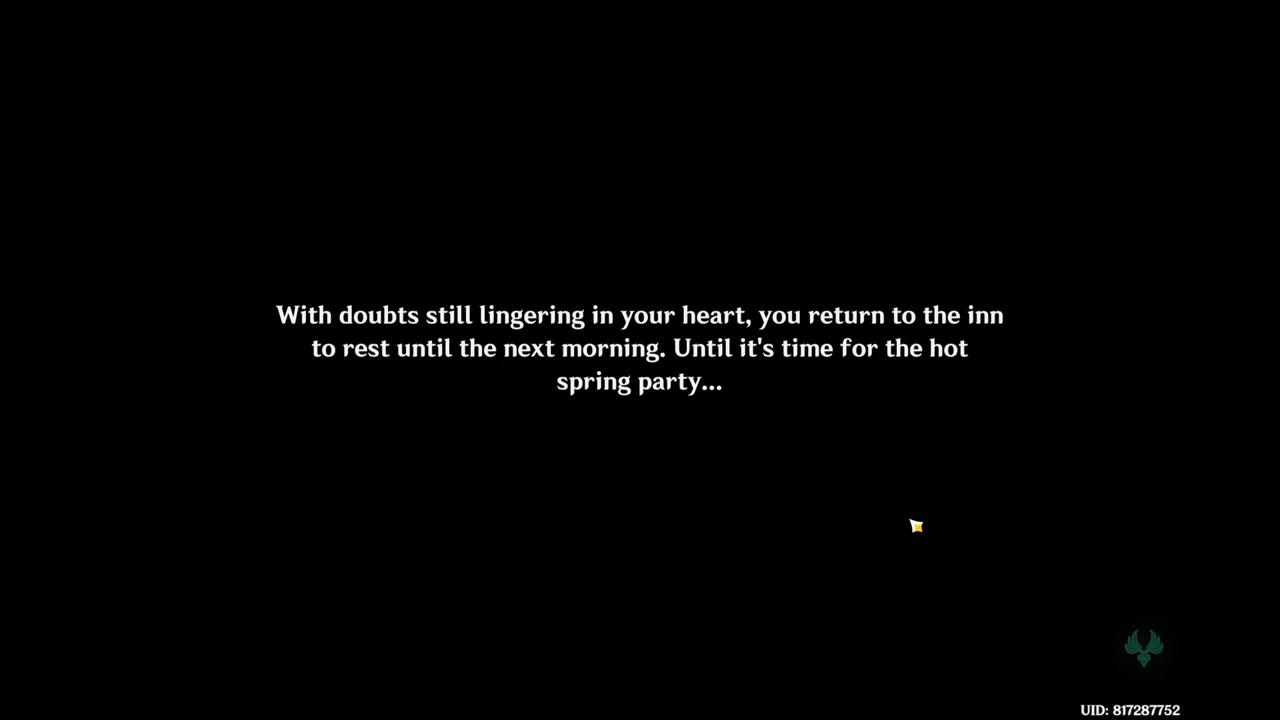 With doubts still lingering in your heart, you return to the inn
to rest until the next morning. Until it's time for the hot
spring party...
UID: 817287752